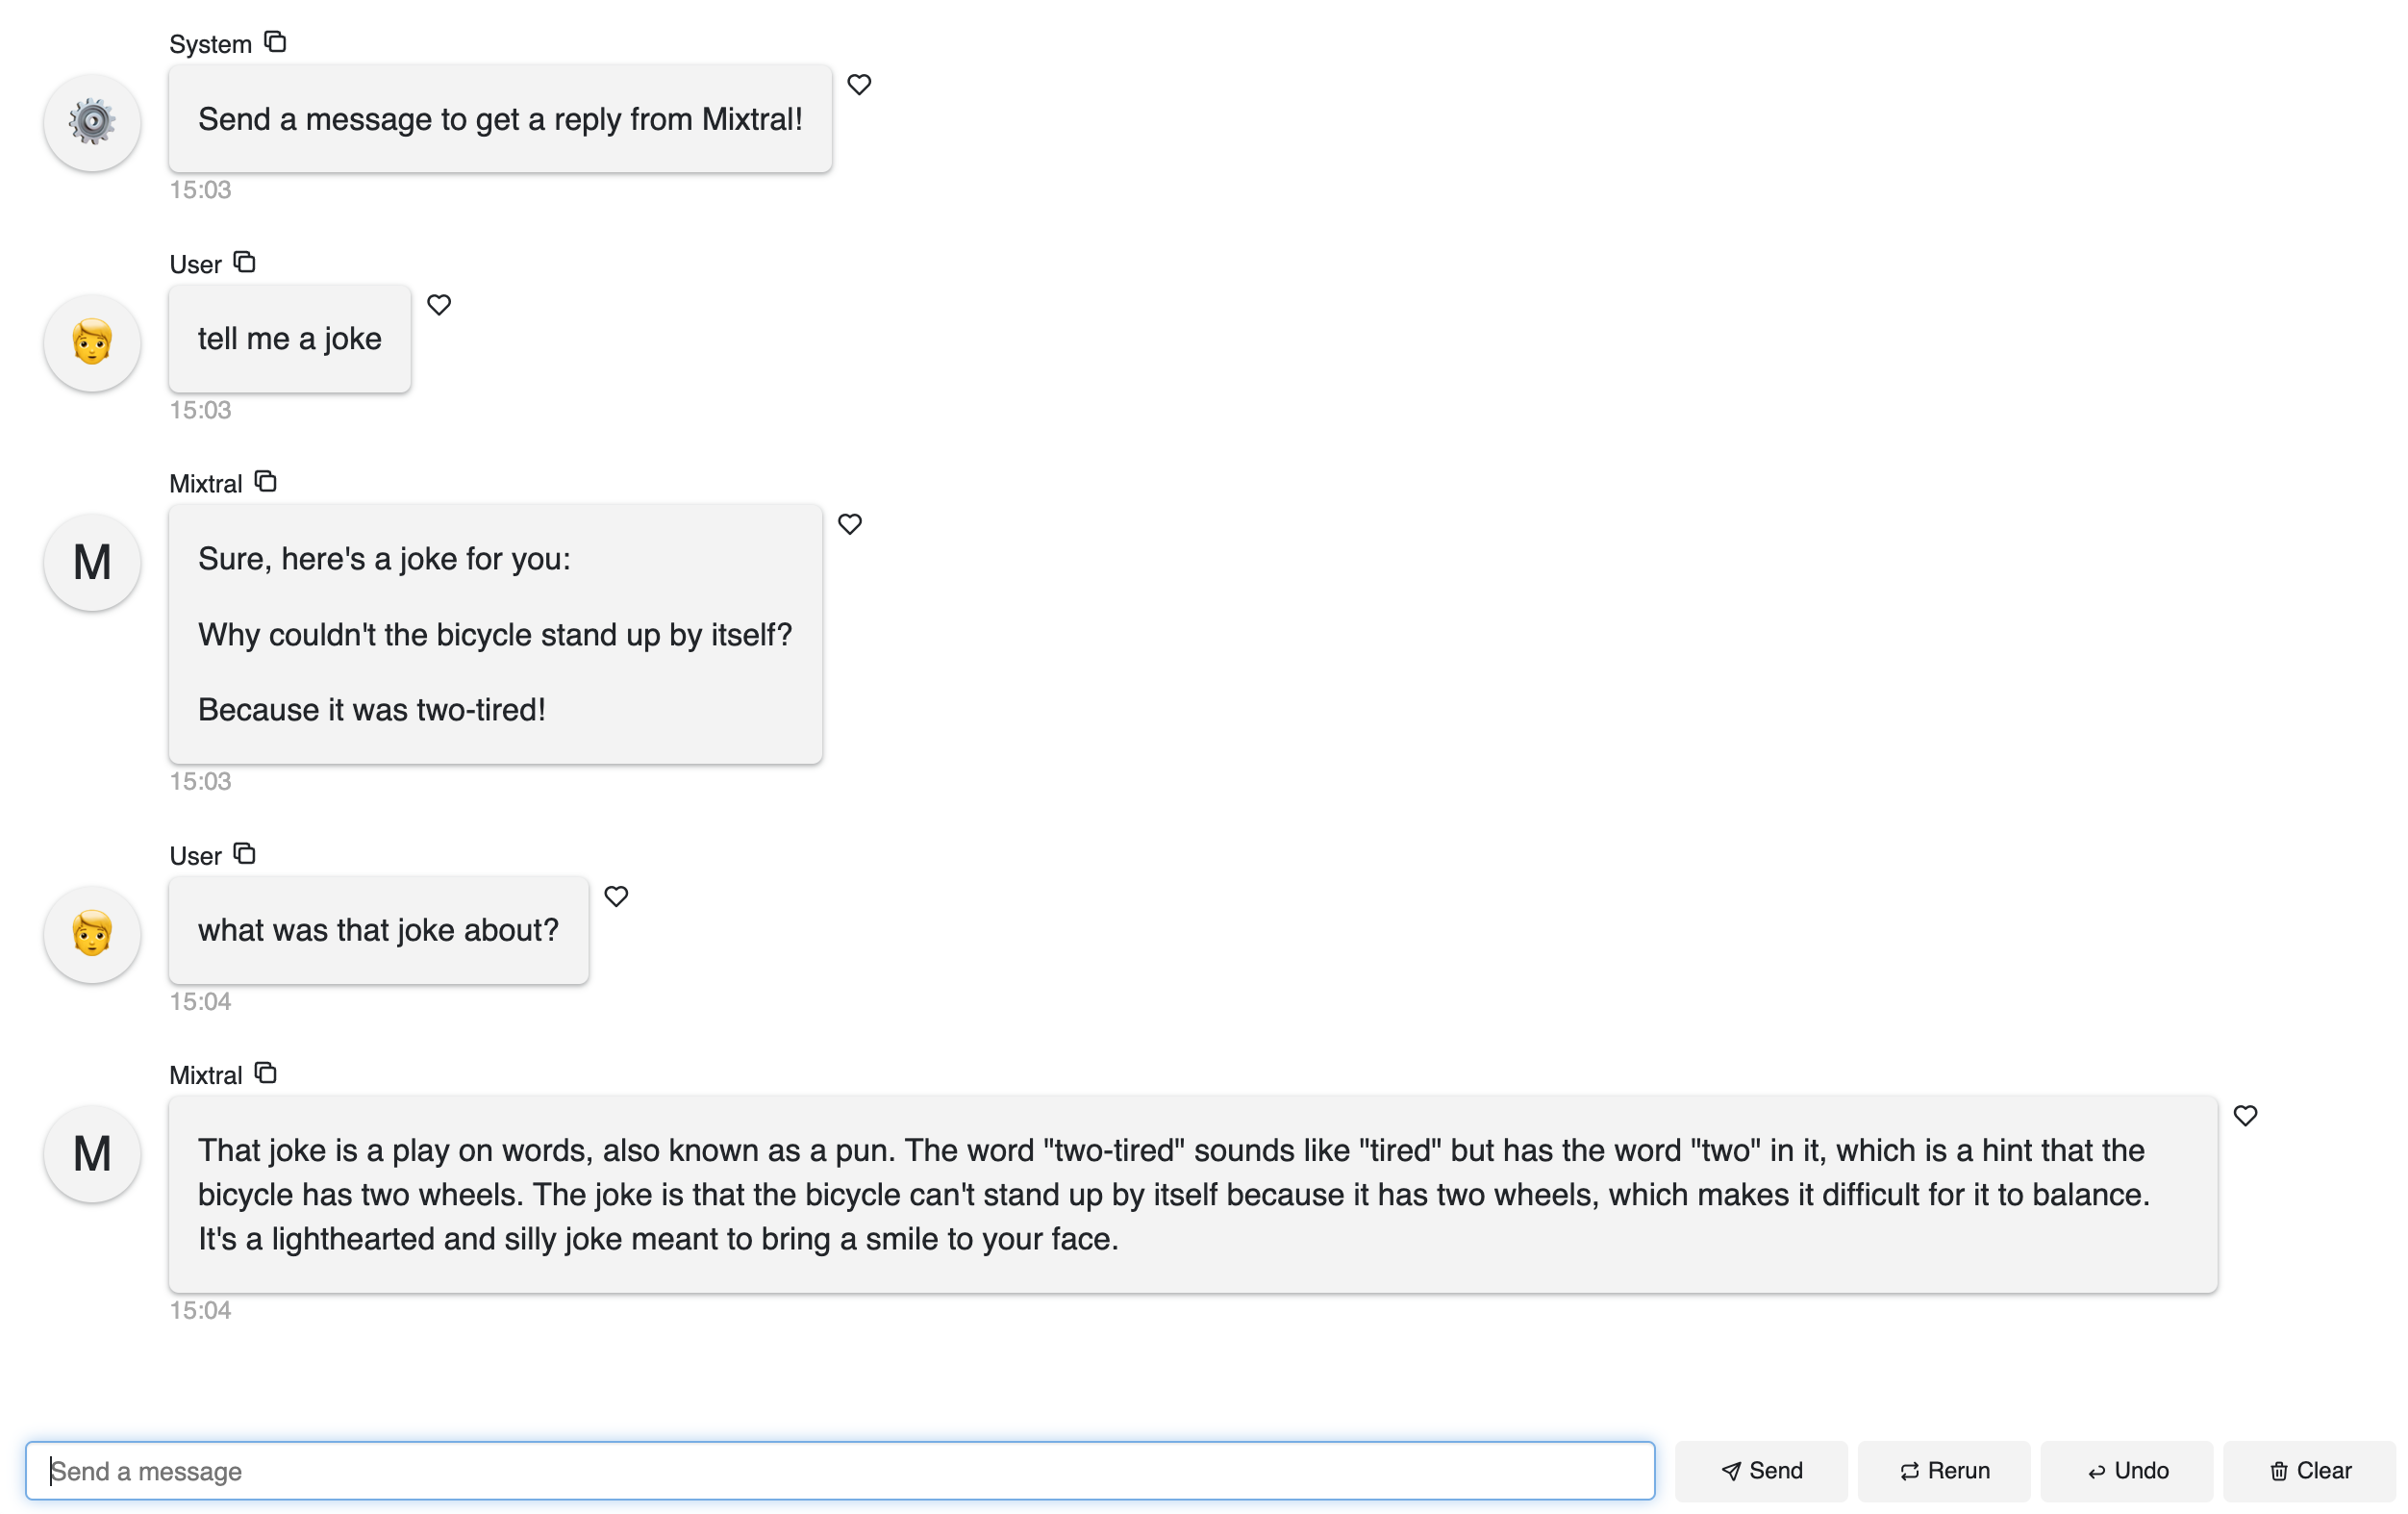 System
Send a message to get a reply from Mixtral!
15:03
User
tell me a joke
15:03
Mixtral
M
Sure, here's a joke for you:
Why couldn't the bicycle stand up by itself?
Because it was two-tired!
15:03
User
what was that joke about?
15:04
Mixtral
M
That joke is a play on words, also known as a pun. The word "two-tired" sounds like "tired" but has the word "two" in it, which is a hint that the
bicycle has two wheels. The joke is that the bicycle can't stand up by itself because it has two wheels, which makes it difficult for it to balance.
It's a lighthearted and silly joke meant to bring a smile to your face.
15:04
Send a message
Send
Rerun
Undo
Clear